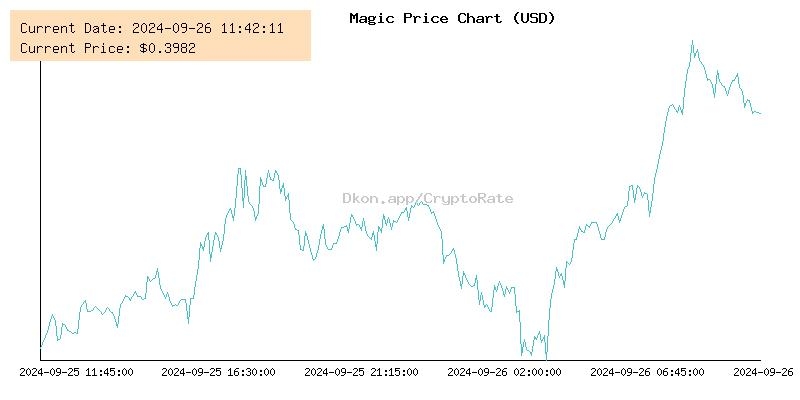 Magic Price Chart (USD)
Current Date: 2024-09-26 11:42:11
Current Price: $0.3982
Dkon.app/CryptoRate
2024-09-25 11:45:00 2024-09-25 16:30:00 2024-09-25 21:15:00 2024-09-26 02:00:00 2024-09-26 06:45:00 2024-09-26